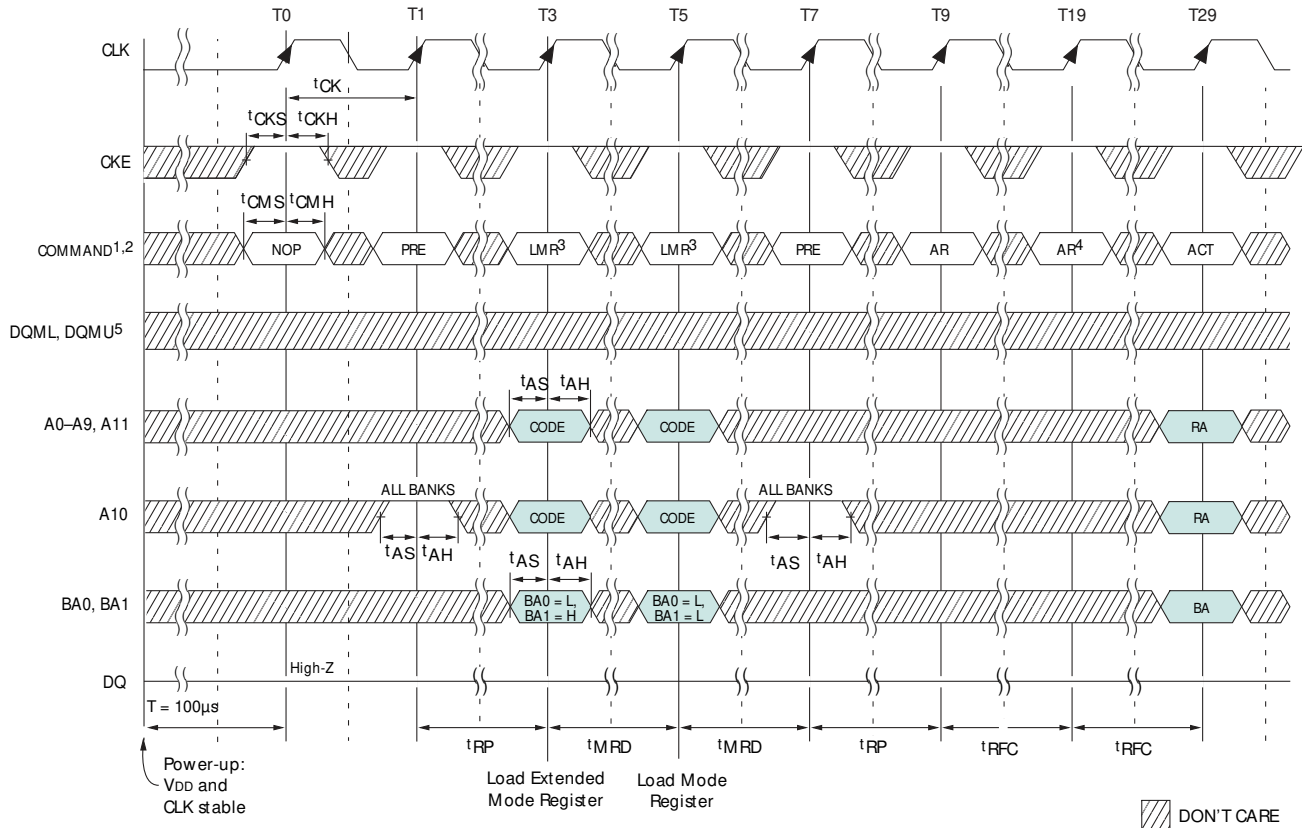 T0 T1 T3 T5 T7 T9 T19 T29
CLK
tCK
tCKS tCKH
CKE
tCMS tCMH
COMMAND1,2 NOP PRE LMR3 LMR3 PRE AR AR4 ACT
DQML, DQMU5
tAS tAH
A0–A9, A11 CODE CODE RA
ALL BANKS ALL BANKS
A10 CODE CODE RA
tAS tAH tAS tAH
tAS tAH
BA0, BA1 BA0 = L, BA1 = H BA0 = L, BA1 = L BA
High-Z
DQ
T = 100µs
tRP tMRD tMRD tRP tRFC tRFC
Power-up:
VDD and
CLK stable
Load Extended
Mode Register
Load Mode
Register
DON'T CARE